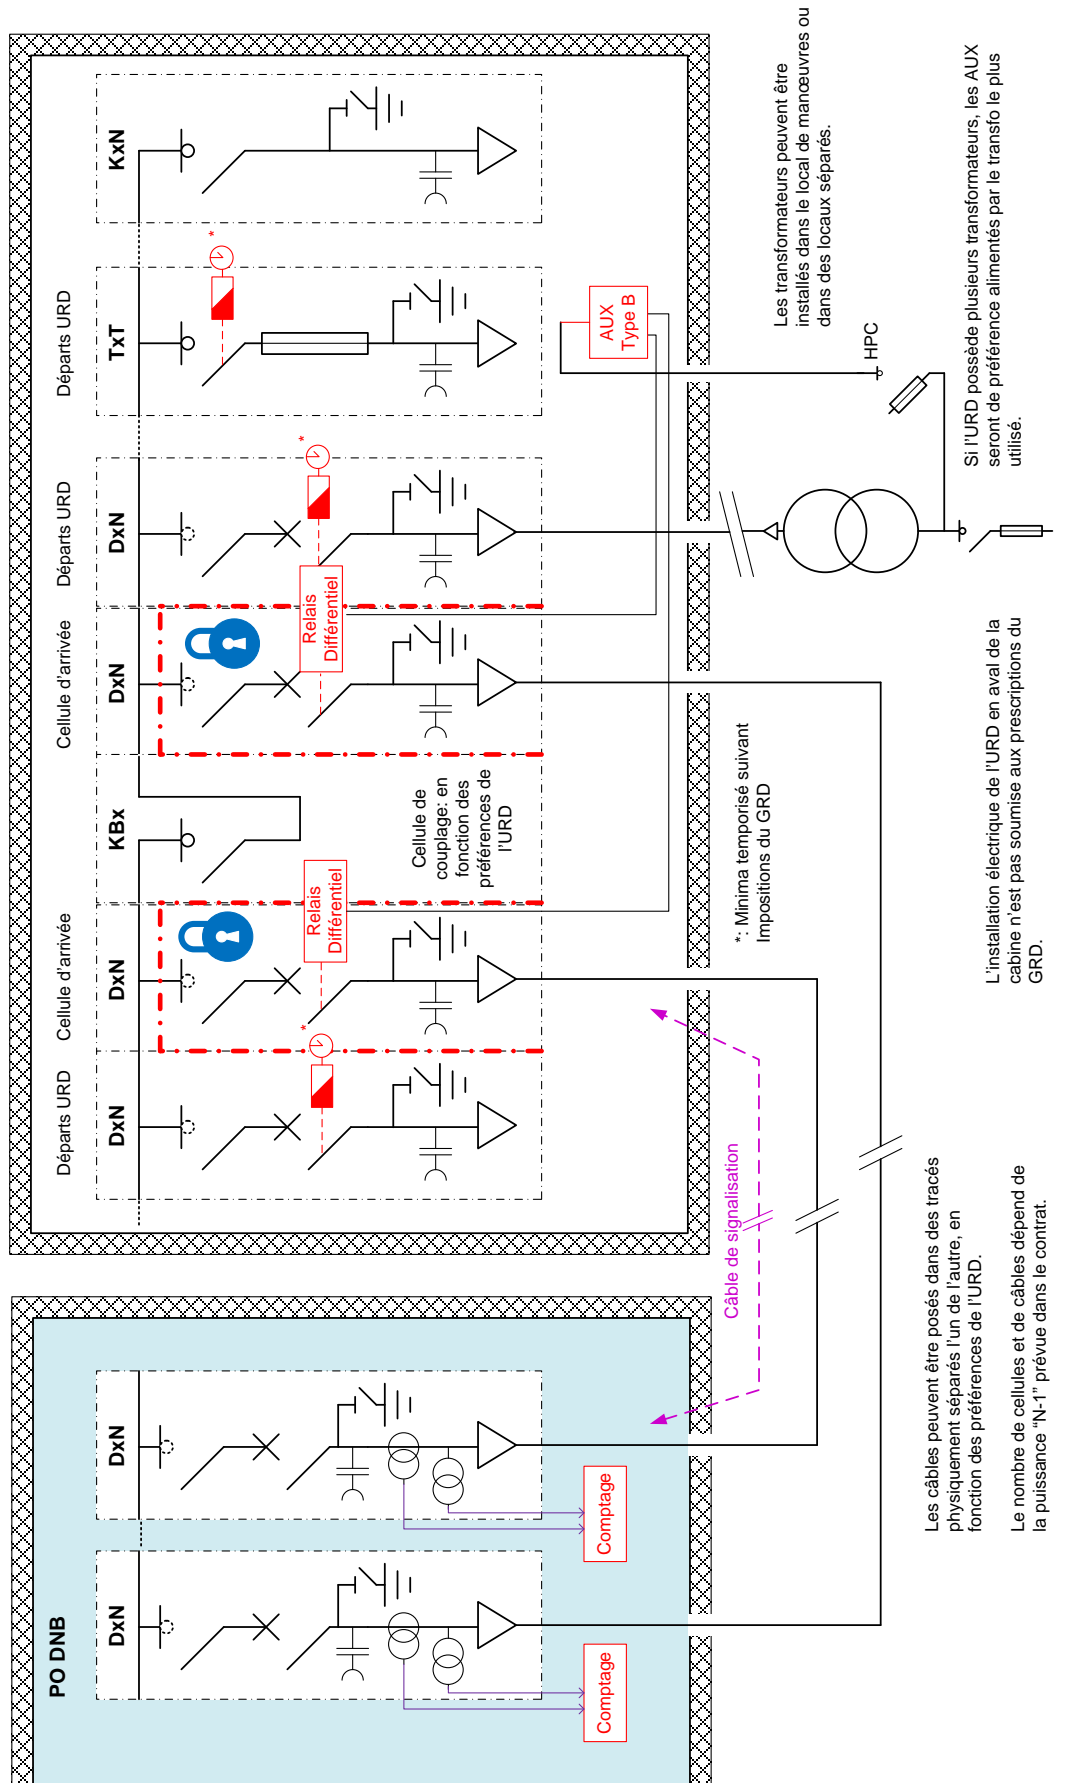 PO DNB
DxN
DxN
Comptage
Comptage
Départs URD
Cellule d'arrivée
Cellule d'arrivée
Départs URD
Départs URD
DxN
DxN
KBx
DxN
DxN
TxT
KxN
*
*
*
Relais
Différentiel
Relais
Différentiel
Cellule de
couplage: en
fonction des
préférences de
l'URD
AUX
Type B
Câble de signalisation
*: Minima temporisé suivant
Impositions du GRD
Les transformateurs peuvent être
installés dans le local de manœuvres ou
dans des locaux séparés.
HPC
Si l'URD possède plusieurs transformateurs, les AUX
seront de préférence alimentés par le transfo le plus
utilisé.
L'installation électrique de l'URD en aval de la
cabine n'est pas soumise aux prescriptions du
GRD.
Les câbles peuvent être posés dans des tracés
physiquement séparés l'un de l'autre, en
fonction des préférences de l'URD.
Le nombre de cellules et de câbles dépend de
la puissance “N-1” prévue dans le contrat.